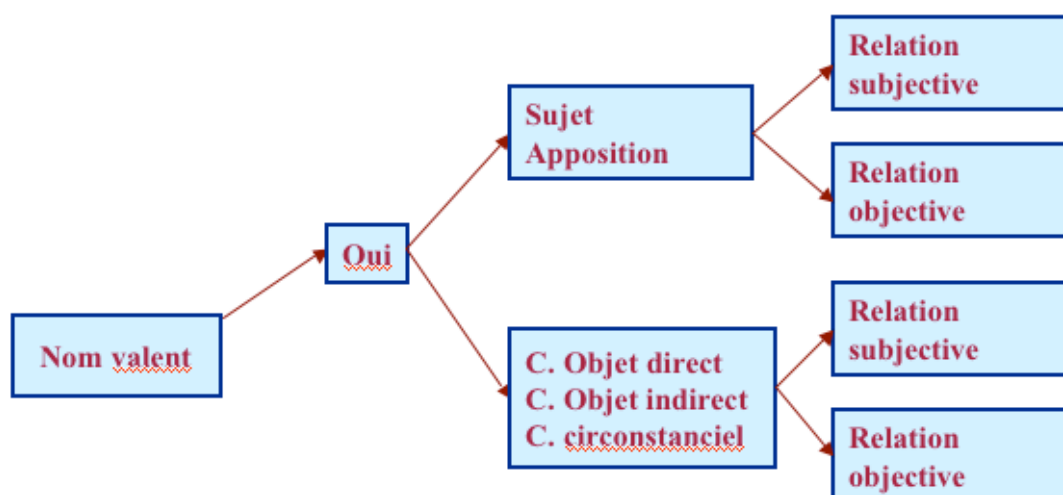 Nom valent
Oui
Sujet
Apposition
Relation
subjective
Relation
objective
C. Objet direct
C. Objet indirect
C. circonstanciel
Relation
subjective
Relation
objective